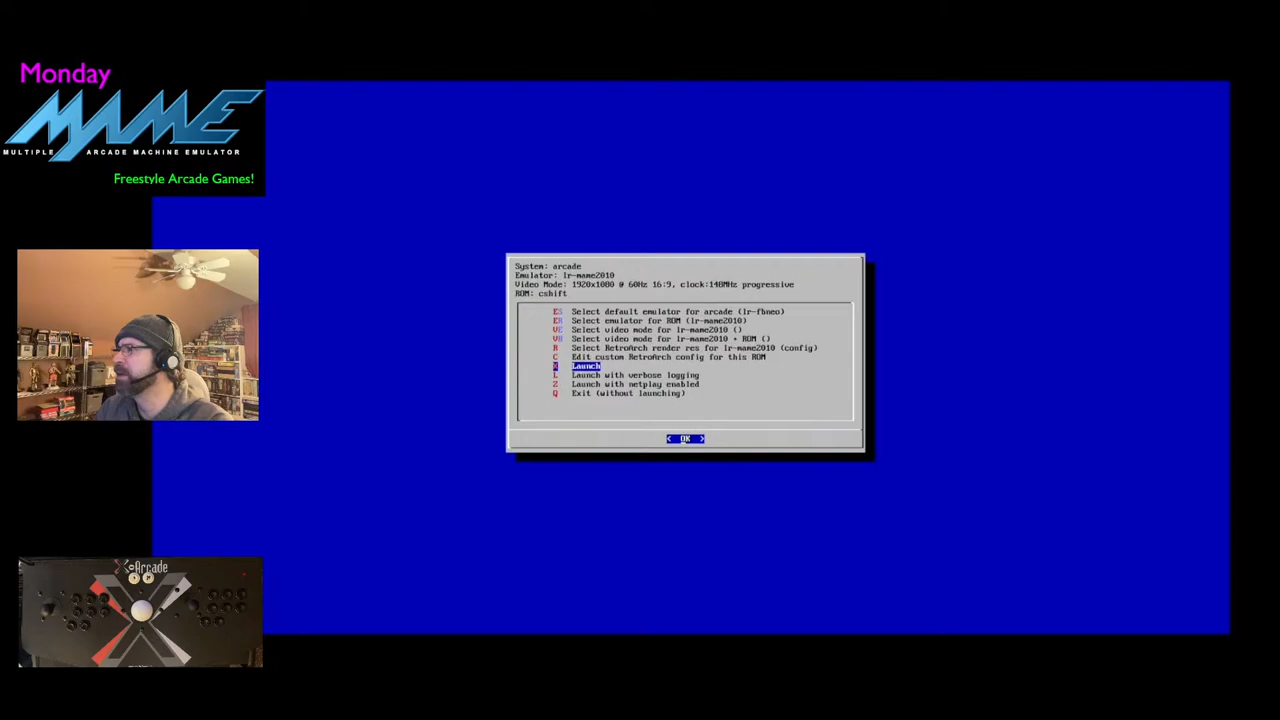 Monday
MAME
MULTIPLE ARCADE MACHINE EMULATOR
Freestyle Arcade Games!
System: arcade
Emulator: lr-mame2010
Video Mode: 1920x1080 @ 60Hz 16:9, clock:148MHz progressive
ROM: cshift
ES Select default emulator for arcade (lr-fbneo)
ER Select emulator for ROM (lr-mame2010)
VE Select video mode for lr-mame2010 ()
VR Select video mode for lr-mame2010 + ROM ()
R Select RetroArch render res for lr-mame2010 (config)
C Edit custom RetroArch config for this ROM
X Launch
L Launch with verbose logging
Z Launch with netplay enabled
Q Exit (without launching)
< OK >
X-Arcade